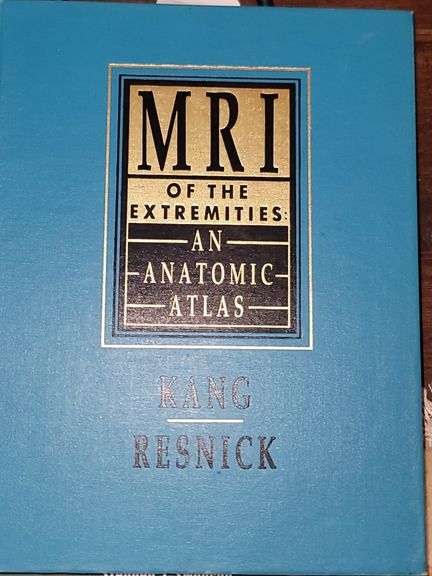 MRI
OF THE
EXTREMITIES:
AN
ANATOMIC
ATLAS
KANG
RESNICK